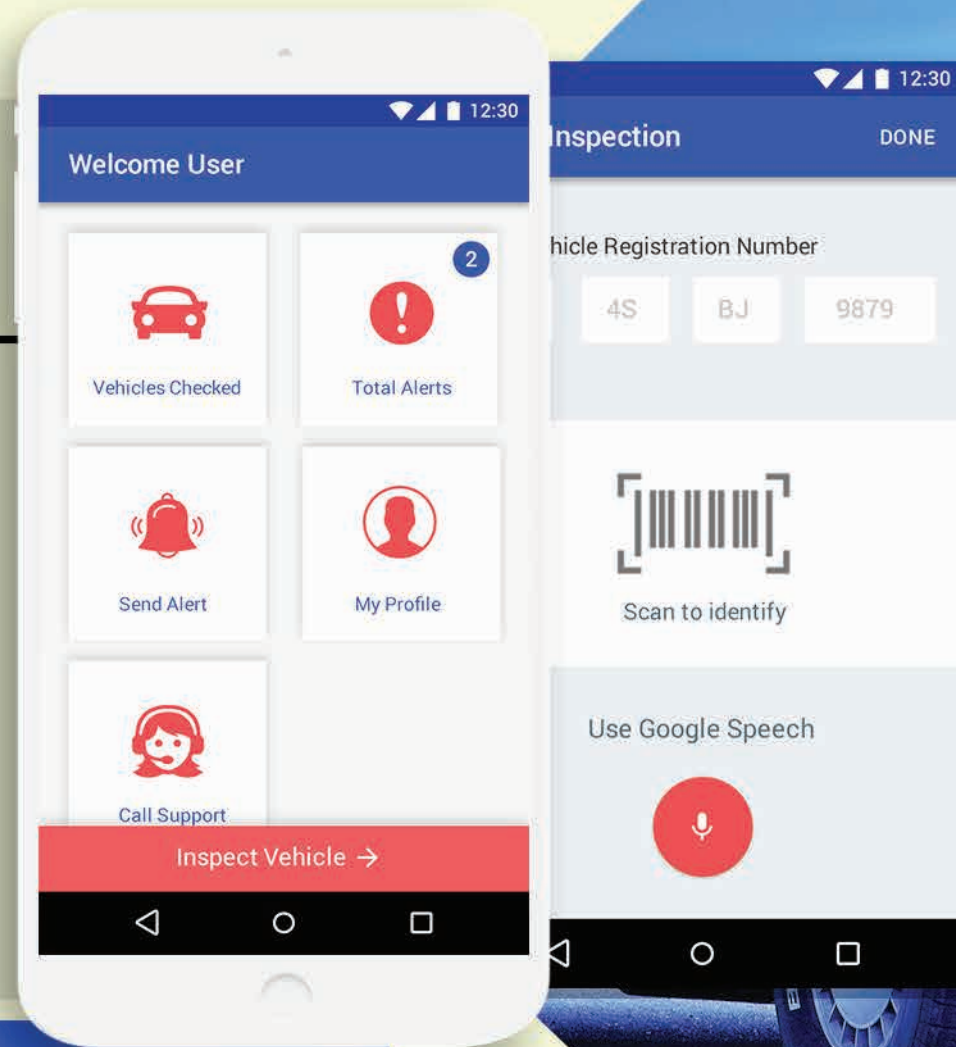 12:30
Welcome User
2
Vehicles Checked
Total Alerts
Send Alert
My Profile
Call Support
Inspect Vehicle →
12:30
Inspection
DONE
hicle Registration Number
4S
BJ
9879
Scan to identify
Use Google Speech